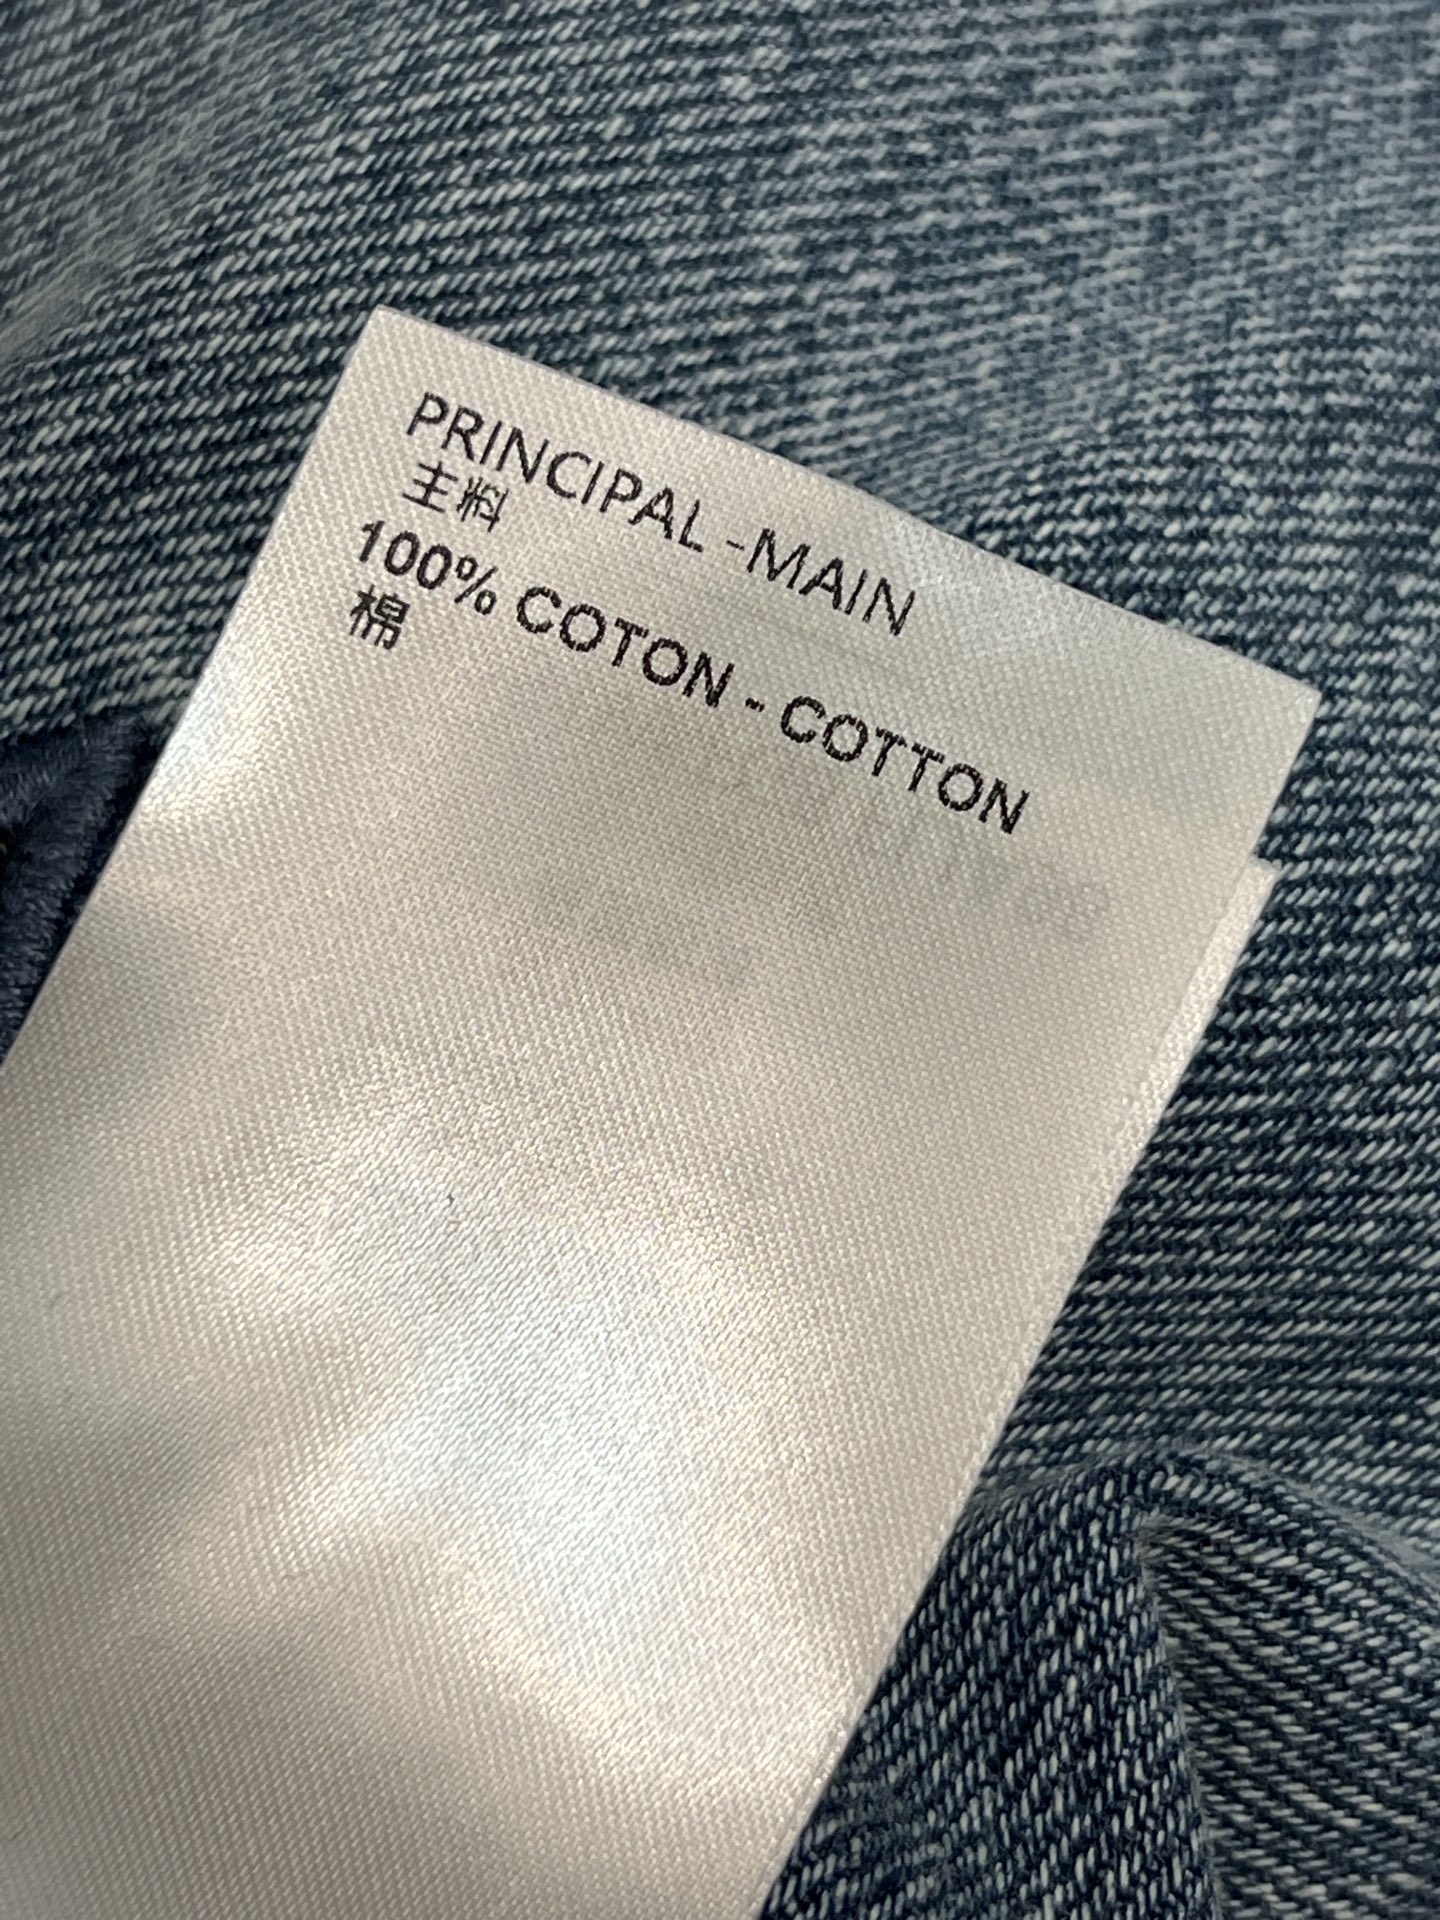 PRINCIPAL -MAIN
主料
100% COTON - COTTON
棉